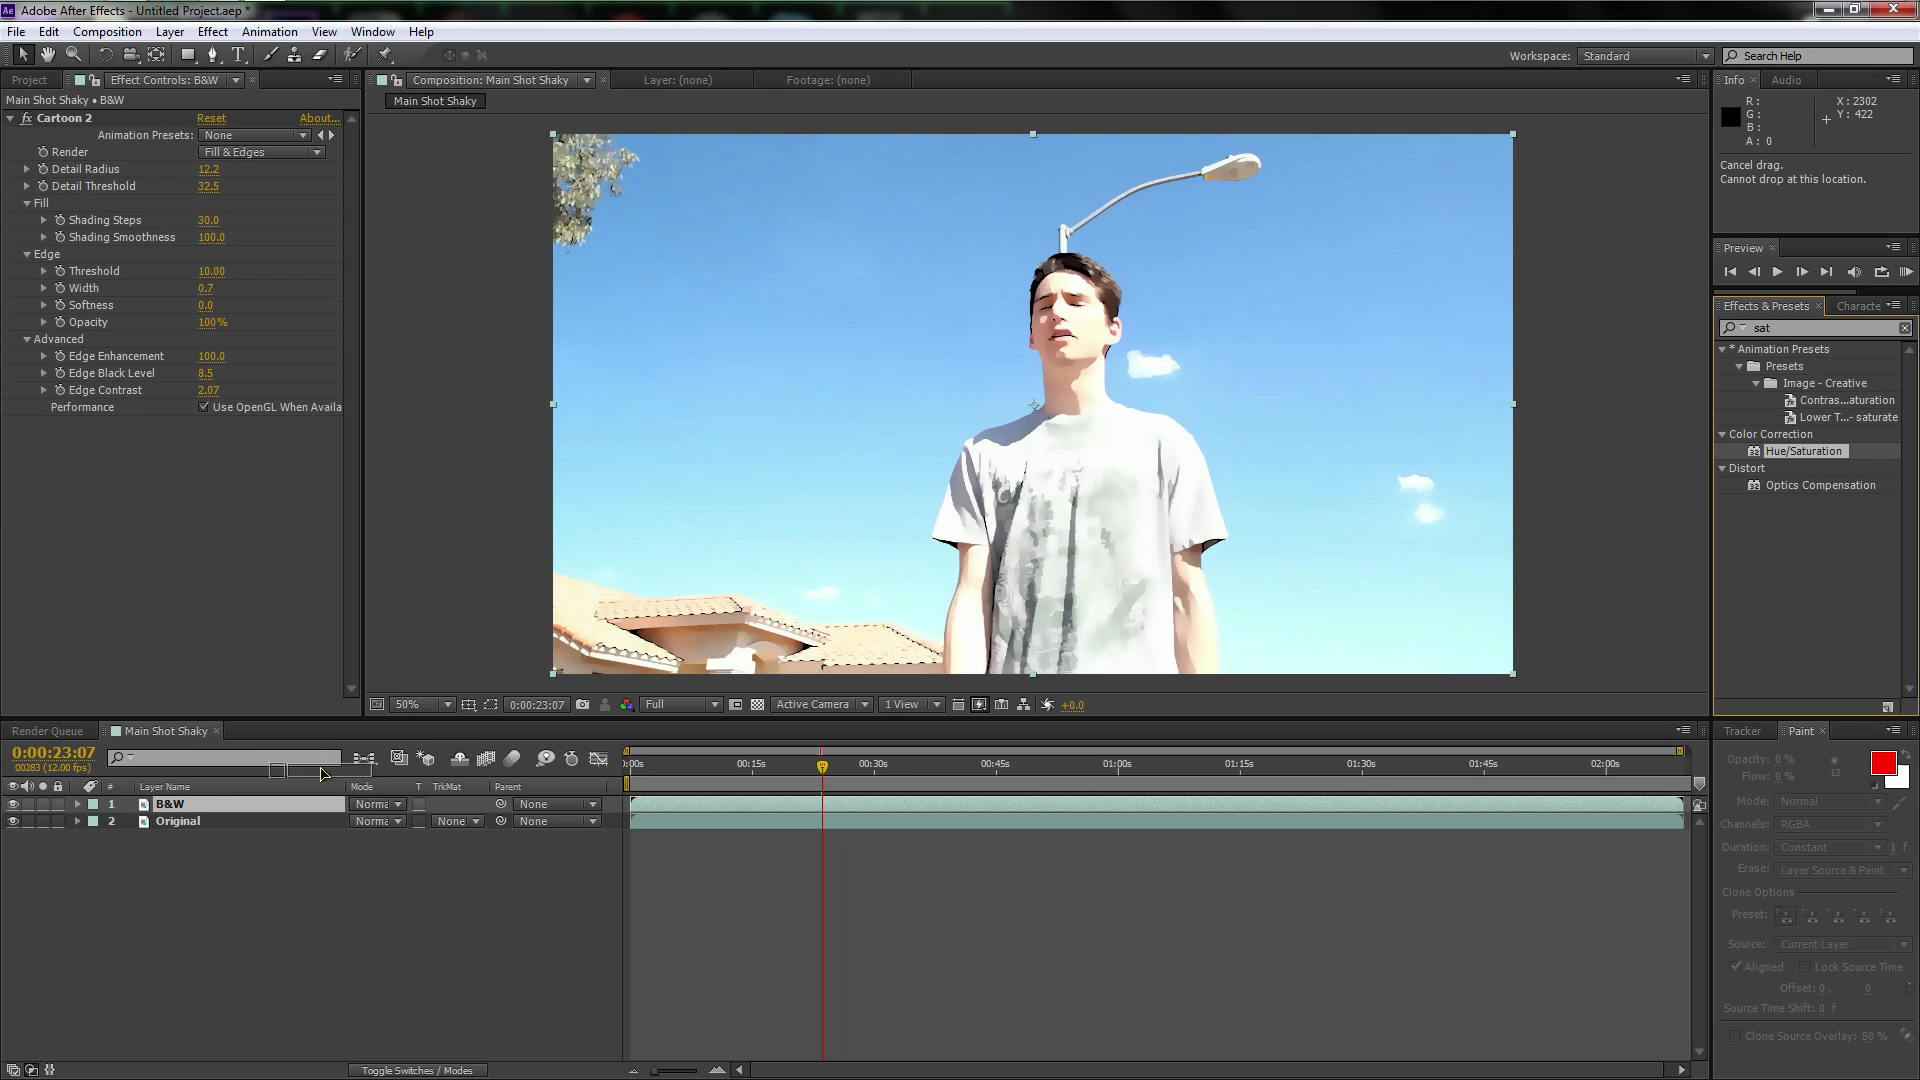 Adobe After Effects - Untitled Project.aep *
File Edit Composition Layer Effect Animation View Window Help
Workspace: Standard Search Help
Project Effect Controls: B&W Composition: Main Shot Shaky Layer: (none) Footage: (none) Info Audio
Main Shot Shaky • B&W
Main Shot Shaky
fx Cartoon 2 Reset About...
Animation Presets: None
Render Fill & Edges
Detail Radius 12.2
Detail Threshold 32.5
Fill
Shading Steps 30.0
Shading Smoothness 100.0
Edge
Threshold 10.00
Width 0.7
Softness 0.0
Opacity 100%
Advanced
Edge Enhancement 100.0
Edge Black Level 8.5
Edge Contrast 2.07
Performance Use OpenGL When Availa
R :
G :
B :
A : 0
X : 2302
Y : 422
Cancel drag.
Cannot drop at this location.
Preview
Effects & Presets Characte
sat
* Animation Presets
Presets
Image - Creative
Contras...aturation
Lower T...- saturate
Color Correction
32 Hue/Saturation
Distort
32 Optics Compensation
50% 0:00:23:07 Full Active Camera 1 View +0.0
Render Queue Main Shot Shaky
0:00:23:07
00283 (12.00 fps)
0:00s 00:15s 00:30s 00:45s 01:00s 01:15s 01:30s 01:45s 02:00s
# Layer Name Mode T TrkMat Parent
1 B&W Norma None
2 Original Norma None None
Toggle Switches / Modes
Tracker Paint
Opacity: 0 %
Flow: 0 % 13
Mode: Normal
Channels: RGBA
Duration: Constant 1 f
Erase: Layer Source & Paint
Clone Options
Preset:
Source: Current Layer
Aligned Lock Source Time
Offset: 0 , 0
Source Time Shift: 0 f
Clone Source Overlay: 50 %